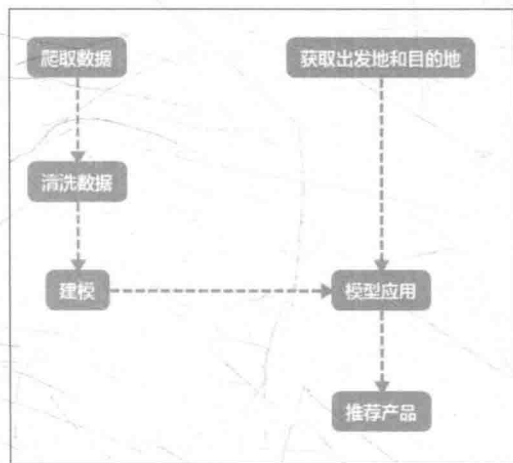 爬取数据
获取出发地和目的地
清洗数据
建模
模型应用
推荐产品